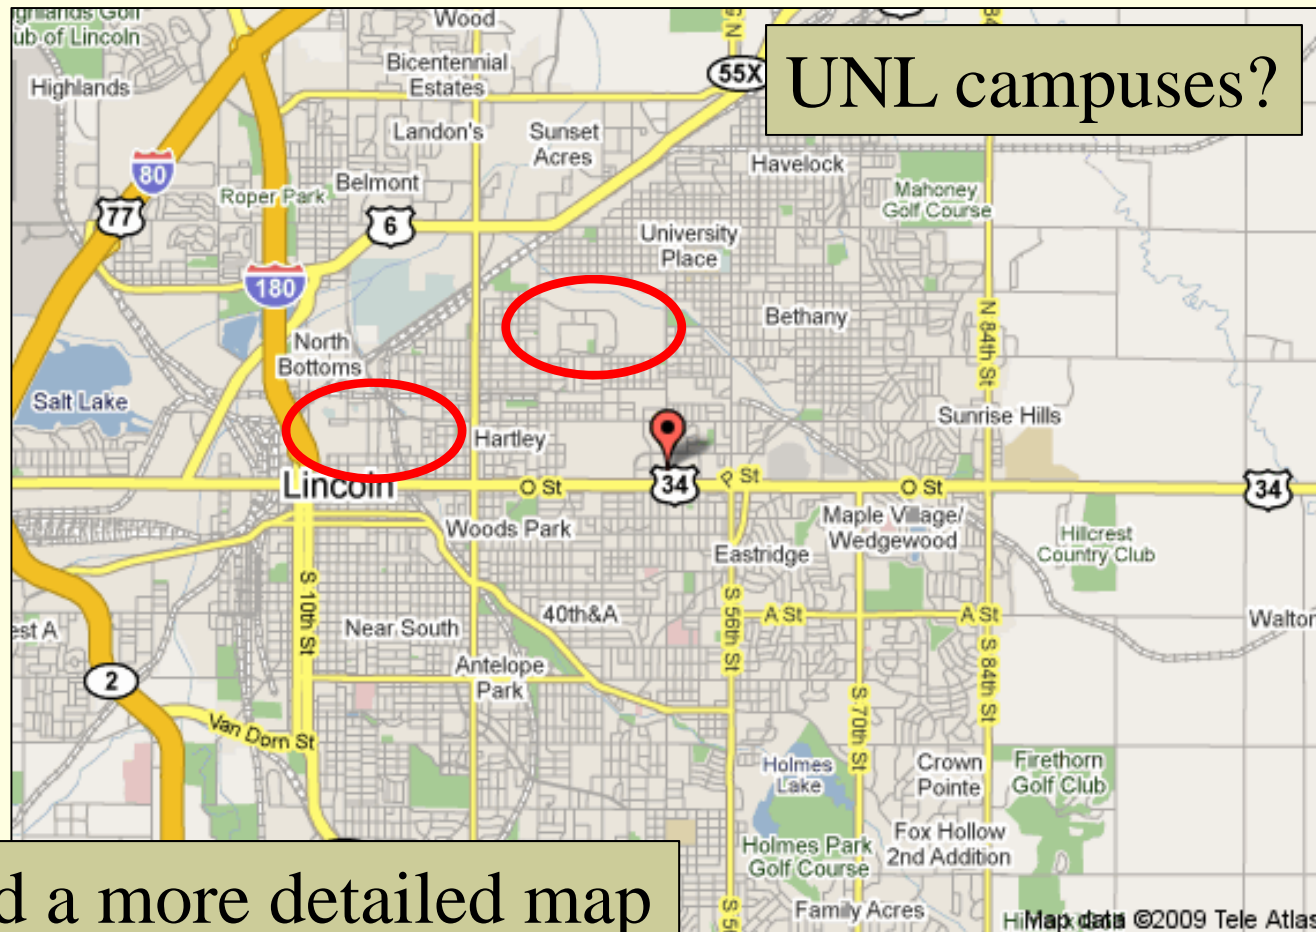 ub of Lincoln
Highlands
Wood
Bicentennial
Estates
55X
UNL campuses?
Landon's
Sunset
Acres
Havelock
80
Roper Park
Belmont
Mahoney
Golf Course
77
6
University
Place
180
North
Bottoms
Bethany
N 84th St
Salt Lake
Hartley
Sunrise Hills
Lincoln
O St
34
P St
O St
34
Woods Park
Maple Village/
Wedgewood
Eastridge
Hillcrest
Country Club
S 10th St
40th&A
S 56th St
A St
A St
Walton
est A
Near South
Antelope
Park
S 84th St
2
Van Dorn St
S 70th St
Holmes
Lake
Crown
Pointe
Firethorn
Golf Club
Holmes Park
Golf Course
Fox Hollow
2nd Addition
d a more detailed map
Family Acres
Map data ©2009 Tele Atlas